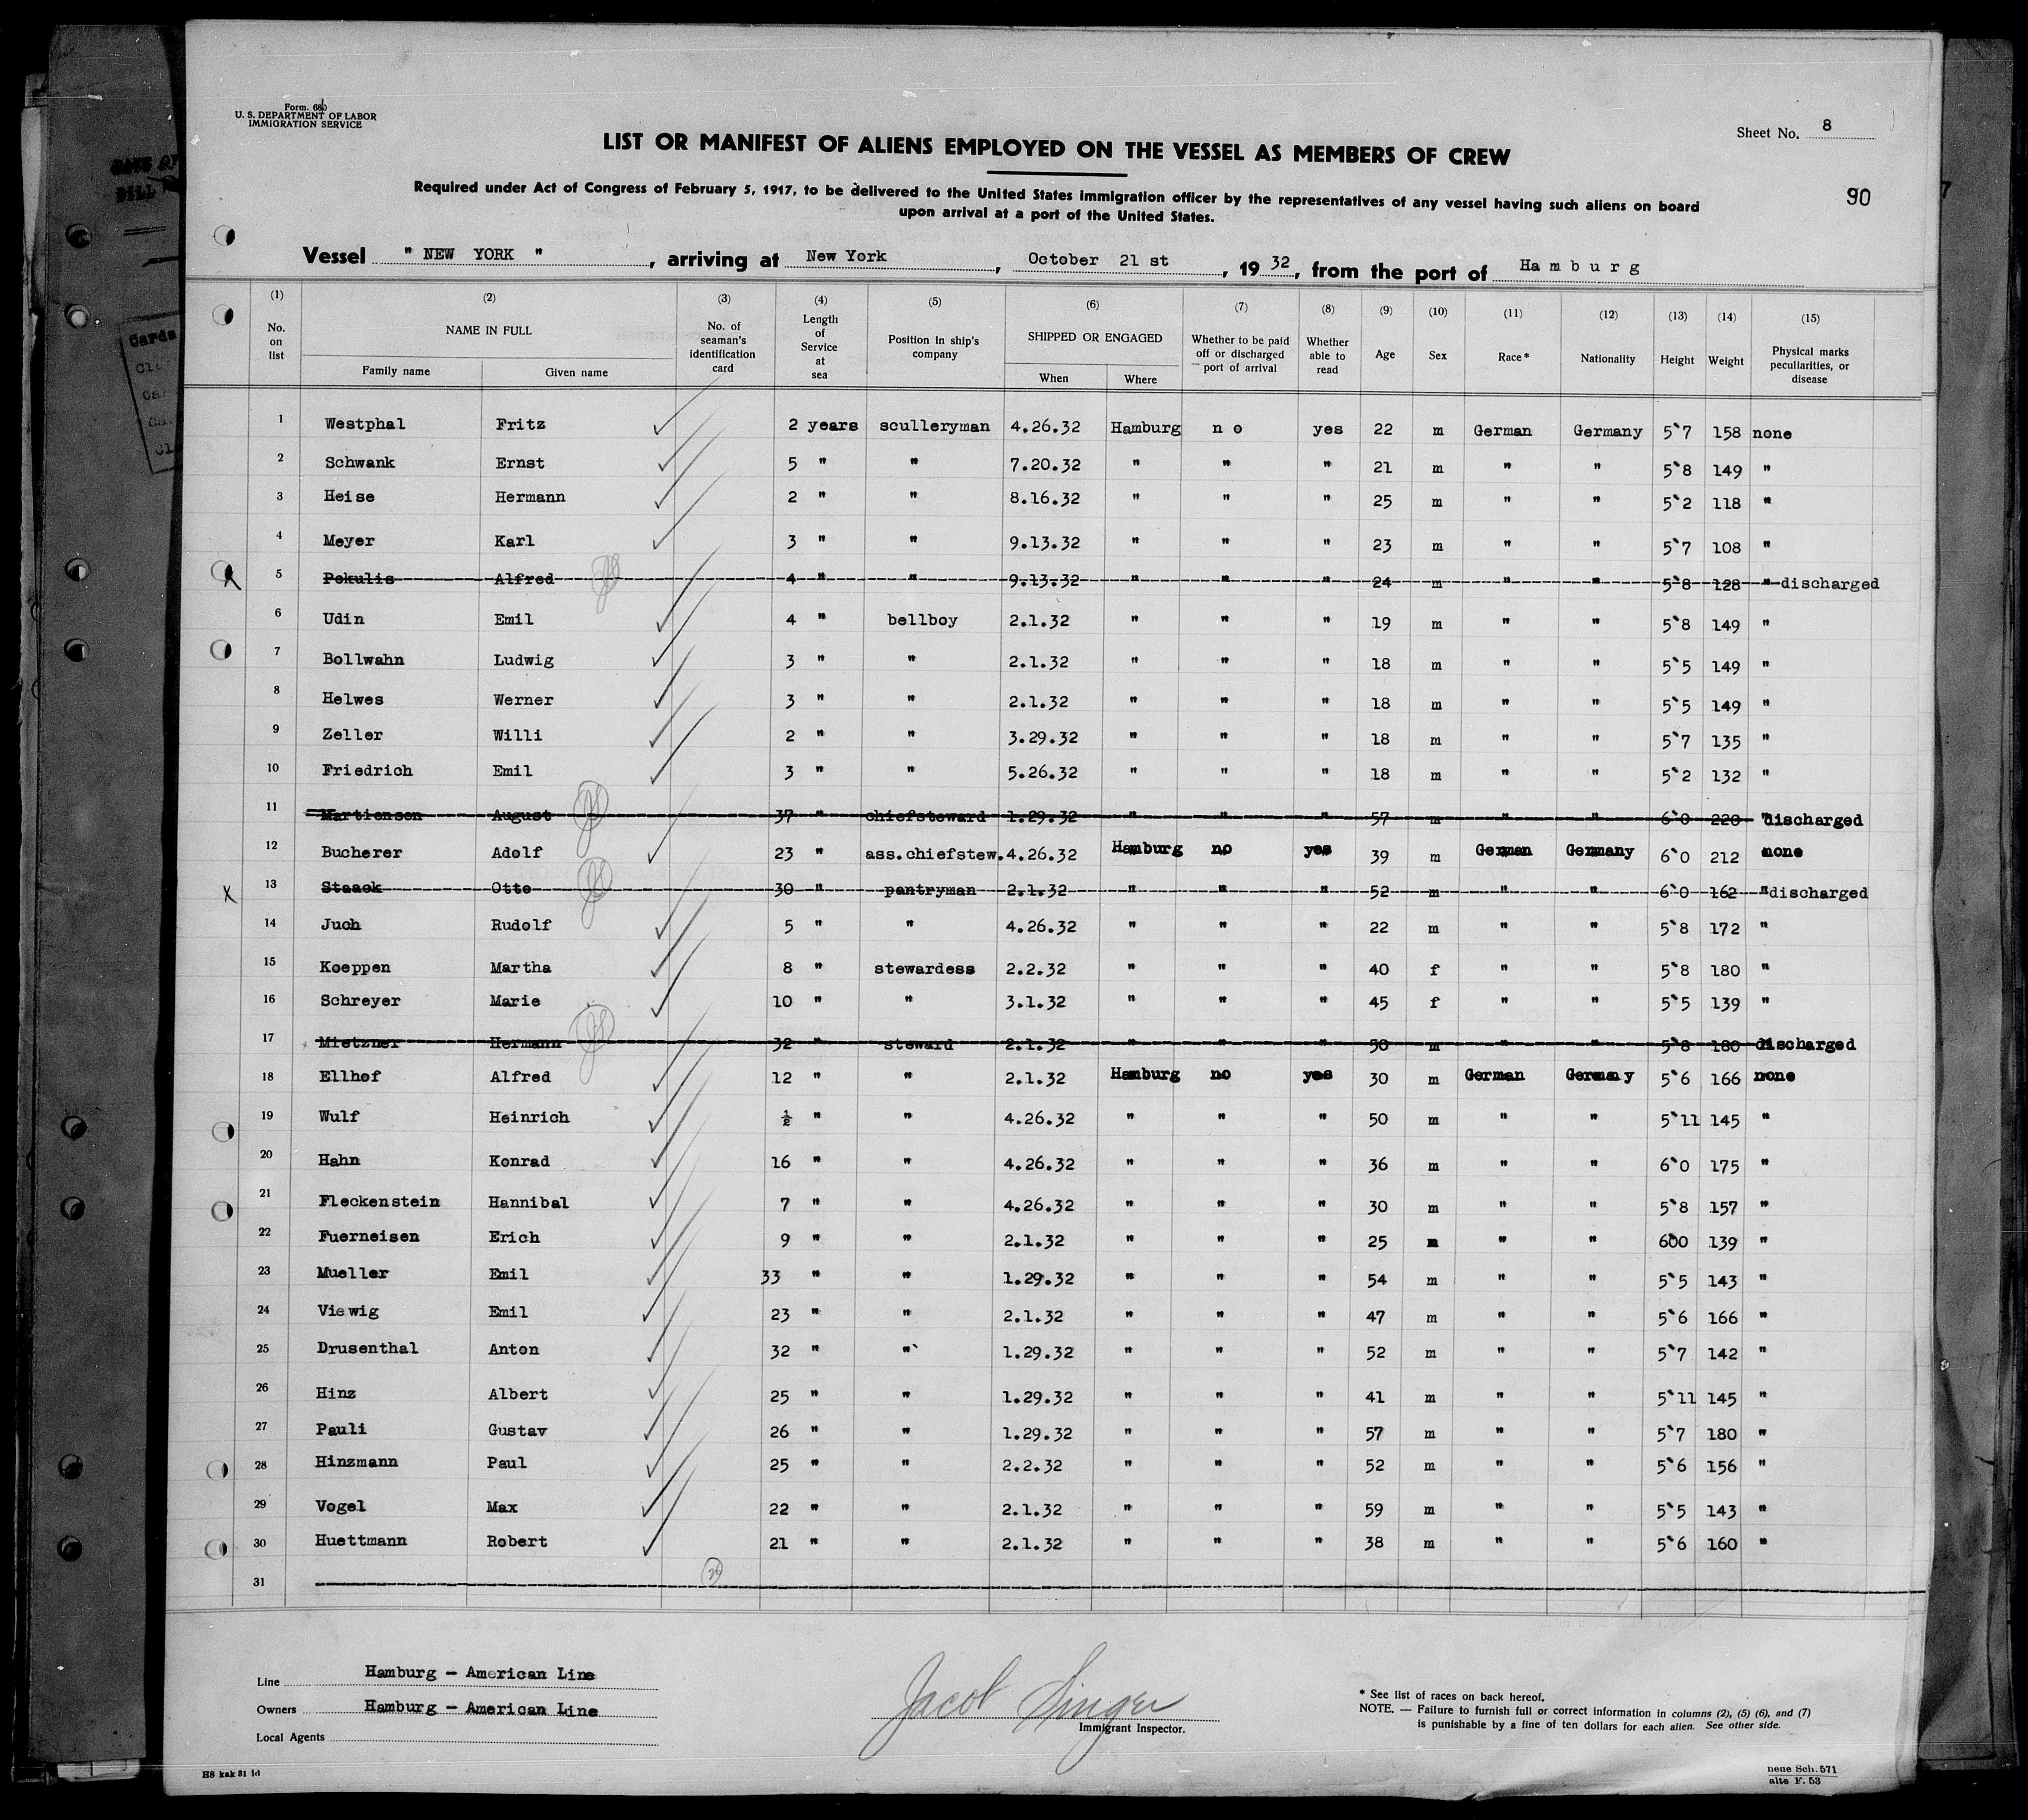 Form. 680
U. S. DEPARTMENT OF LABOR
IMMIGRATION SERVICE
Sheet No. 8
LIST OR MANIFEST OF ALIENS EMPLOYED ON THE VESSEL AS MEMBERS OF CREW
Required under Act of Congress of February 5, 1917, to be delivered to the United States immigration officer by the representatives of any vessel having such aliens on board
upon arrival at a port of the United States.
90
Vessel " NEW YORK " , arriving at New York , October 21 st , 19 32, from the port of Hamburg
(1) (2) (3) (4) (5) (6) (7) (8) (9) (10) (11) (12) (13) (14) (15)
No. on list NAME IN FULL Family name Given name No. of seaman's identification card Length of Service at sea Position in ship's company SHIPPED OR ENGAGED When Where Whether to be paid off or discharged port of arrival Whether able to read Age Sex Race* Nationality Height Weight Physical marks peculiarities, or disease
1 Westphal Fritz 2 years sculleryman 4.26.32 Hamburg no yes 22 m German Germany 5'7 158 none
2 Schwank Ernst 5 " " 7.20.32 " " " 21 m " " 5'8 149 "
3 Heise Hermann 2 " " 8.16.32 " " " 25 m " " 5'2 118 "
4 Meyer Karl 3 " " 9.13.32 " " " 23 m " " 5'7 108 "
5 Pokulis Alfred 4 " " 9.13.32 " " " 24 m " " 5'8 128 " discharged
6 Udin Emil 4 " bellboy 2.1.32 " " " 19 m " " 5'8 149 "
7 Bollwahn Ludwig 3 " " 2.1.32 " " " 18 m " " 5'5 149 "
8 Helwes Werner 3 " " 2.1.32 " " " 18 m " " 5'5 149 "
9 Zeller Willi 2 " " 3.29.32 " " " 18 m " " 5'7 135 "
10 Friedrich Emil 3 " " 5.26.32 " " " 18 m " " 5'2 132 "
11 Martiensen August 37 " chiefsteward 1.29.32 " " " 57 m " " 6'0 220 " discharged
12 Bucherer Adolf 23 " ass.chiefstew. 4.26.32 Hamburg no yes 39 m German Germany 6'0 212 none
13 Staack Otto 30 " pantryman 2.1.32 " " " 52 m " " 6'0 162 " discharged
14 Juch Rudolf 5 " " 4.26.32 " " " 22 m " " 5'8 172 "
15 Koeppen Martha 8 " stewardess 2.2.32 " " " 40 f " " 5'8 180 "
16 Schreyer Marie 10 " " 3.1.32 " " " 45 f " " 5'5 139 "
17 Mietzner Hermann 32 " steward 2.1.32 " " " 50 m " " 5'8 180 discharged
18 Ellhof Alfred 12 " " 2.1.32 Hamburg no yes 30 m German Germany 5'6 166 none
19 Wulf Heinrich ½ " " 4.26.32 " " " 50 m " " 5'11 145 "
20 Hahn Konrad 16 " " 4.26.32 " " " 36 m " " 6'0 175 "
21 Fleckenstein Hannibal 7 " " 4.26.32 " " " 30 m " " 5'8 157 "
22 Fuerneisen Erich 9 " " 2.1.32 " " " 25 m " " 6'0 139 "
23 Mueller Emil 33 " " 1.29.32 " " " 54 m " " 5'5 143 "
24 Viewig Emil 23 " " 2.1.32 " " " 47 m " " 5'6 166 "
25 Drusenthal Anton 32 " " 1.29.32 " " " 52 m " " 5'7 142 "
26 Hinz Albert 25 " " 1.29.32 " " " 41 m " " 5'11 145 "
27 Pauli Gustav 26 " " 1.29.32 " " " 57 m " " 5'7 180 "
28 Hinzmann Paul 25 " " 2.2.32 " " " 52 m " " 5'6 156 "
29 Vogel Max 22 " " 2.1.32 " " " 59 m " " 5'5 143 "
30 Huettmann Robert 21 " " 2.1.32 " " " 38 m " " 5'6 160 "
31
Line Hamburg - American Line
Owners Hamburg - American Line
Local Agents
Jacob Singer
Immigrant Inspector.
* See list of races on back hereof.
NOTE. — Failure to furnish full or correct information in columns (2), (5) (6), and (7)
is punishable by a fine of ten dollars for each alien. See other side.
HS kak 31 id
neue Sch. 571
alte F. 53